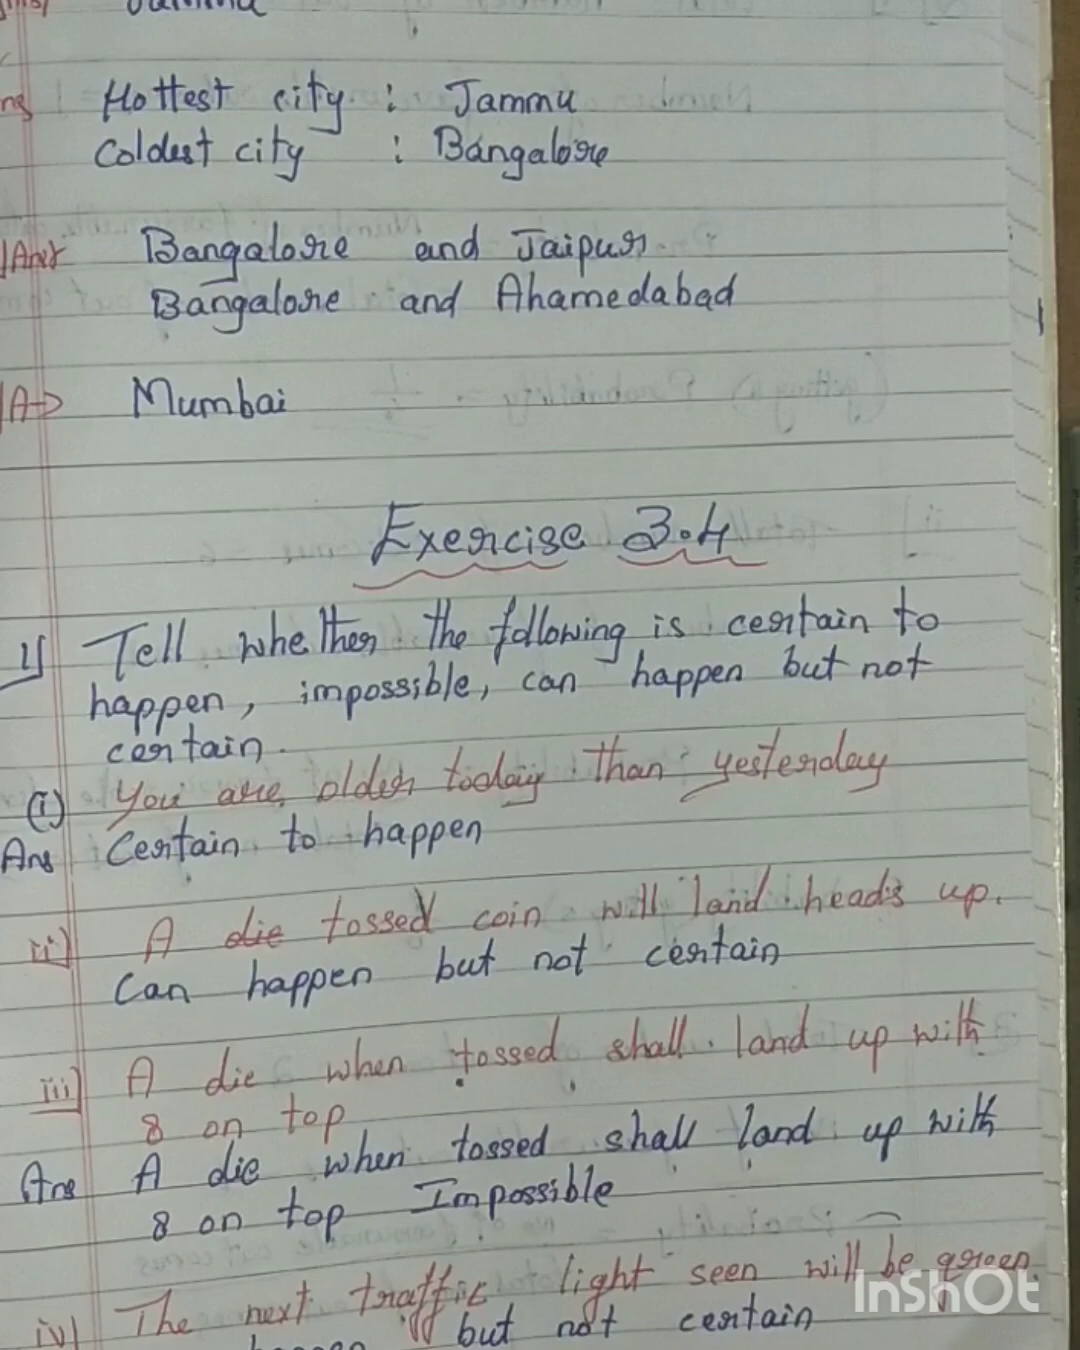 Jammu
Hottest city : Jammu
Coldest city : Bangalore
Ans Bangalore and Jaipur
Bangalore and Ahamedabad
A→ Mumbai
Exercise 3.4
1) Tell whether the following is certain to
happen, impossible, can happen but not
certain.
(i) You are older today than yesterday
Ans Certain to happen
ii) A die tossed coin will land heads up.
Can happen but not certain
iii) A die when tossed shall land up with
8 on top
Ans A die when tossed shall land up with
8 on top Impossible
iv) The next traffic light seen will be green
but not certain
InShOt